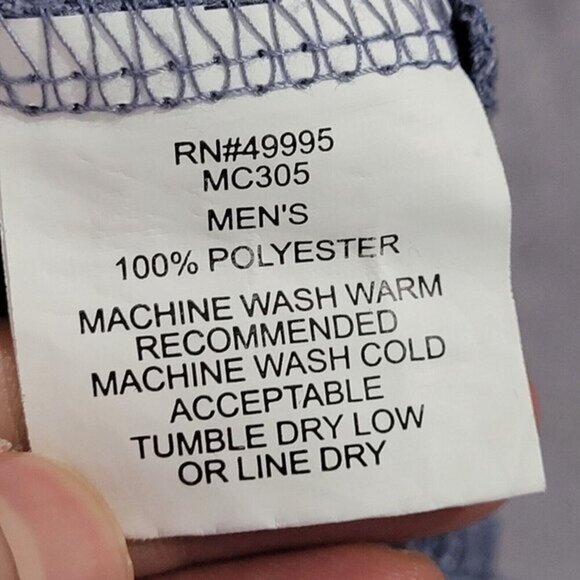 RN#49995
MC305
MEN'S
100% POLYESTER
MACHINE WASH WARM
RECOMMENDED
MACHINE WASH COLD
ACCEPTABLE
TUMBLE DRY LOW
OR LINE DRY